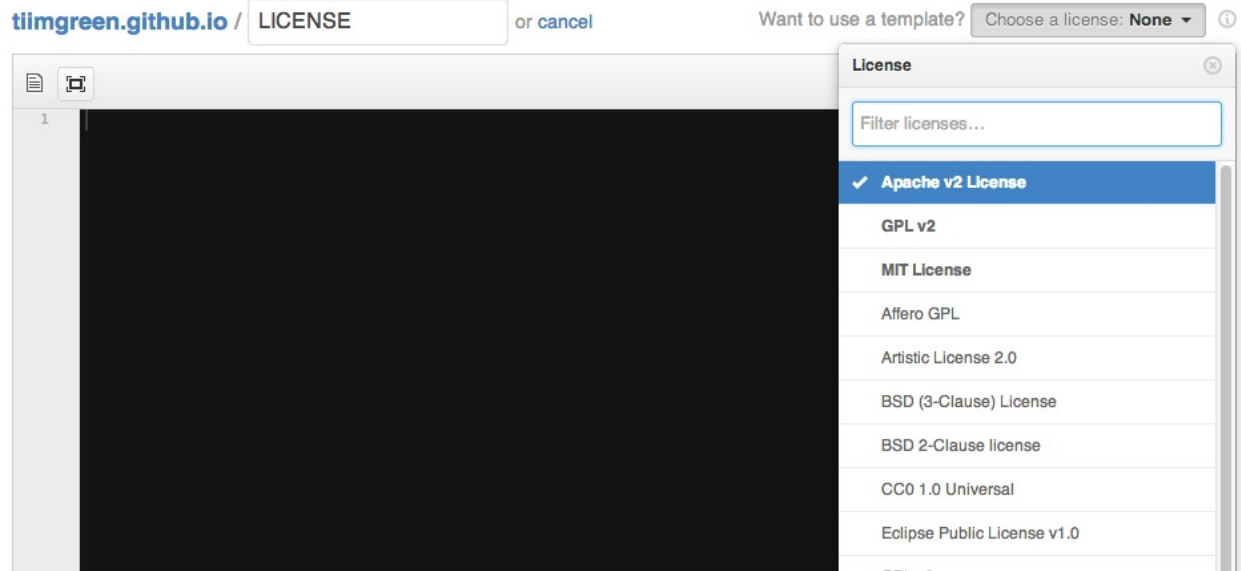 tiimgreen.github.io / LICENSE or cancel Want to use a template? Choose a license: None
License
Filter licenses...
1
Apache v2 License
GPL v2
MIT License
Affero GPL
Artistic License 2.0
BSD (3-Clause) License
BSD 2-Clause license
CC0 1.0 Universal
Eclipse Public License v1.0